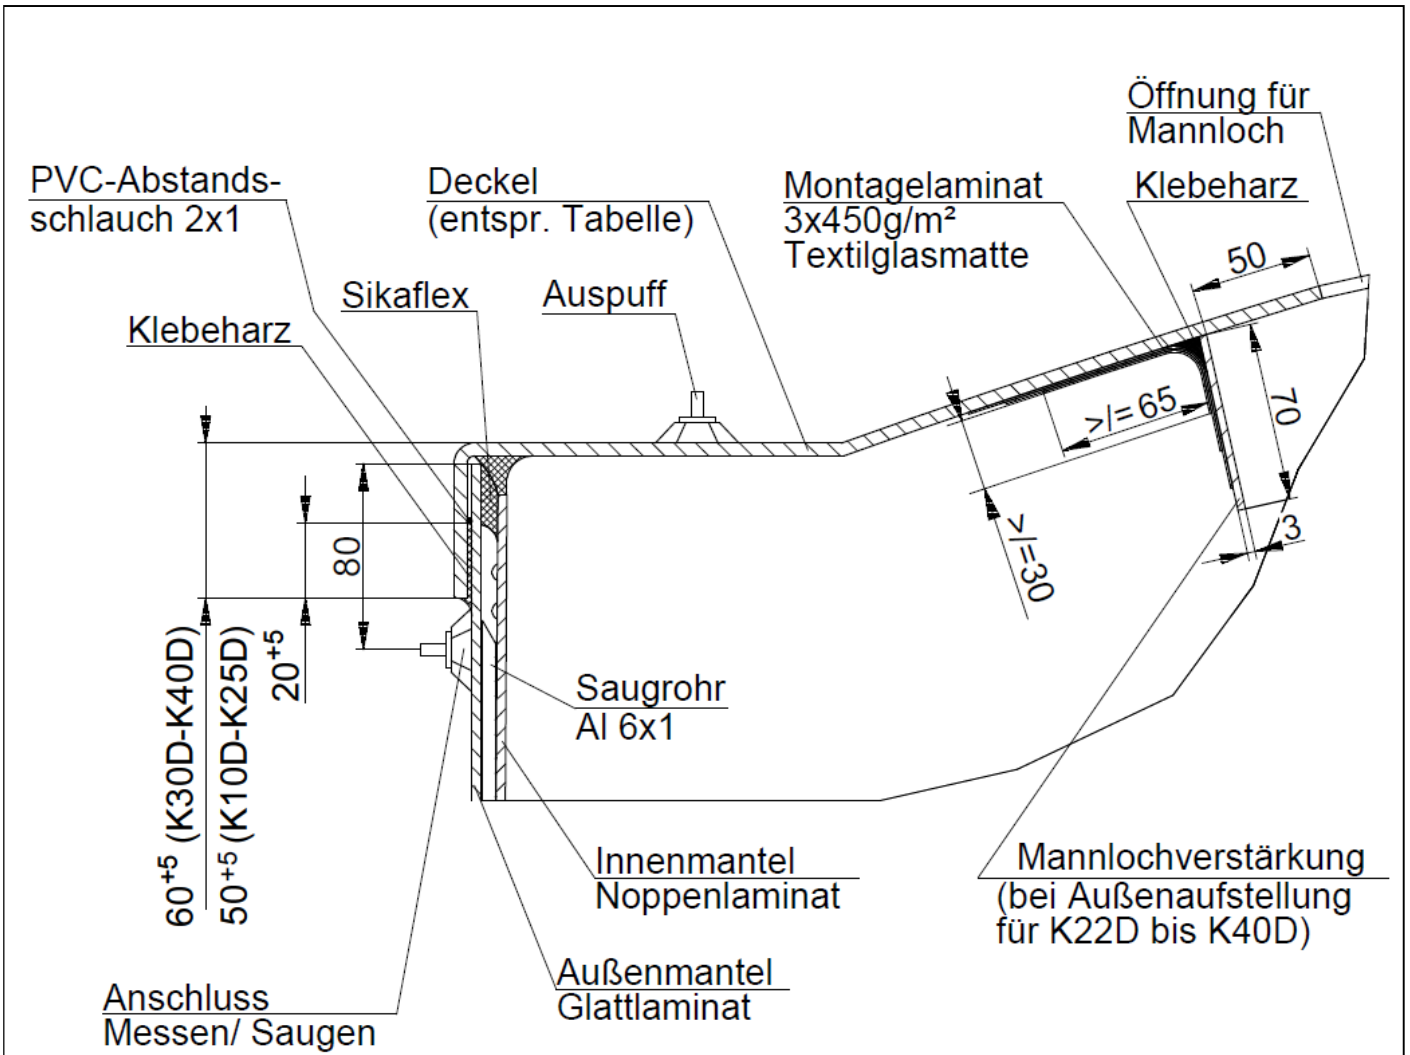 Öffnung für
Mannloch
PVC-Abstands-
schlauch 2x1
Deckel
(entspr. Tabelle)
Montagelaminat
3x450g/m²
Textilglasmatte
Klebeharz
50
Sikaflex
Auspuff
Klebeharz
>/= 65
70
3
>/=30
80
20⁺⁵
60⁺⁵ (K30D-K40D)
50⁺⁵ (K10D-K25D)
Saugrohr
Al 6x1
Innenmantel
Noppenlaminat
Mannlochverstärkung
(bei Außenaufstellung
für K22D bis K40D)
Außenmantel
Glattlaminat
Anschluss
Messen/ Saugen